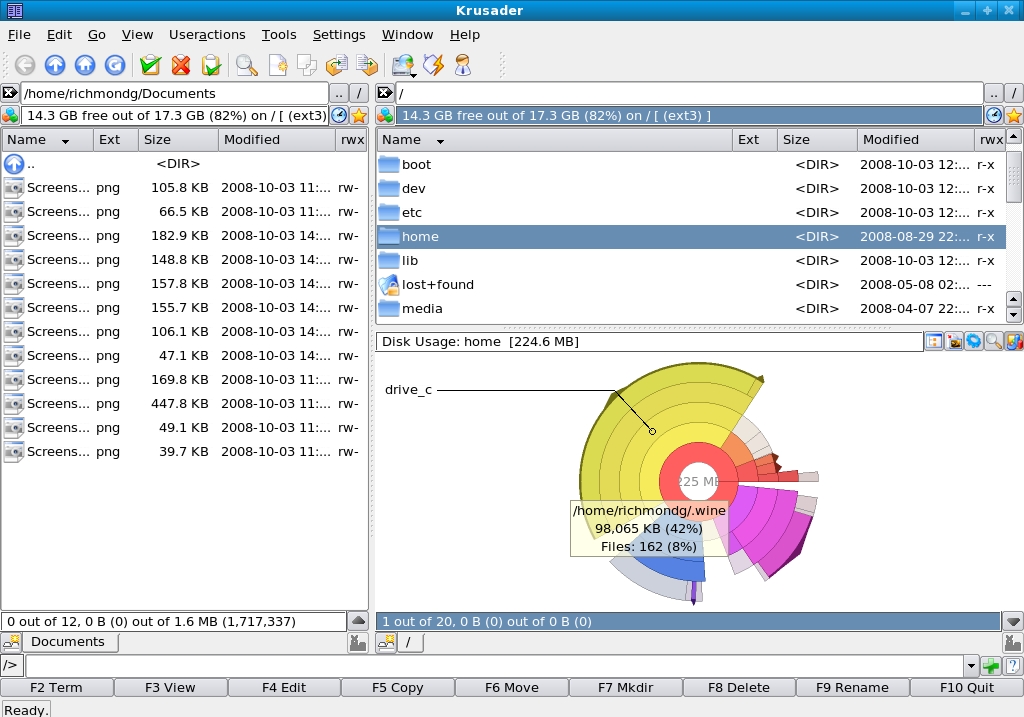 Krusader
File Edit Go View Useractions Tools Settings Window Help
/home/richmondg/Documents .. /
14.3 GB free out of 17.3 GB (82%) on / [ (ext3)
Name Ext Size Modified rwx
.. <DIR>
Screens... png 105.8 KB 2008-10-03 11:... rw-
Screens... png 66.5 KB 2008-10-03 11:... rw-
Screens... png 182.9 KB 2008-10-03 14:... rw-
Screens... png 148.8 KB 2008-10-03 14:... rw-
Screens... png 157.8 KB 2008-10-03 14:... rw-
Screens... png 155.7 KB 2008-10-03 14:... rw-
Screens... png 106.1 KB 2008-10-03 14:... rw-
Screens... png 47.1 KB 2008-10-03 11:... rw-
Screens... png 169.8 KB 2008-10-03 11:... rw-
Screens... png 447.8 KB 2008-10-03 11:... rw-
Screens... png 49.1 KB 2008-10-03 11:... rw-
Screens... png 39.7 KB 2008-10-03 11:... rw-
0 out of 12, 0 B (0) out of 1.6 MB (1,717,337)
Documents
/ .. /
14.3 GB free out of 17.3 GB (82%) on / [ (ext3) ]
Name Ext Size Modified rwx
boot <DIR> 2008-10-03 12:... r-x
dev <DIR> 2008-10-03 12:... r-x
etc <DIR> 2008-10-03 12:... r-x
home <DIR> 2008-08-29 22:... r-x
lib <DIR> 2008-10-03 12:... r-x
lost+found <DIR> 2008-05-08 02:... ---
media <DIR> 2008-04-07 22:... r-x
Disk Usage: home [224.6 MB]
drive_c
225 MB
/home/richmondg/.wine
98,065 KB (42%)
Files: 162 (8%)
1 out of 20, 0 B (0) out of 0 B (0)
/
/>
F2 Term F3 View F4 Edit F5 Copy F6 Move F7 Mkdir F8 Delete F9 Rename F10 Quit
Ready.